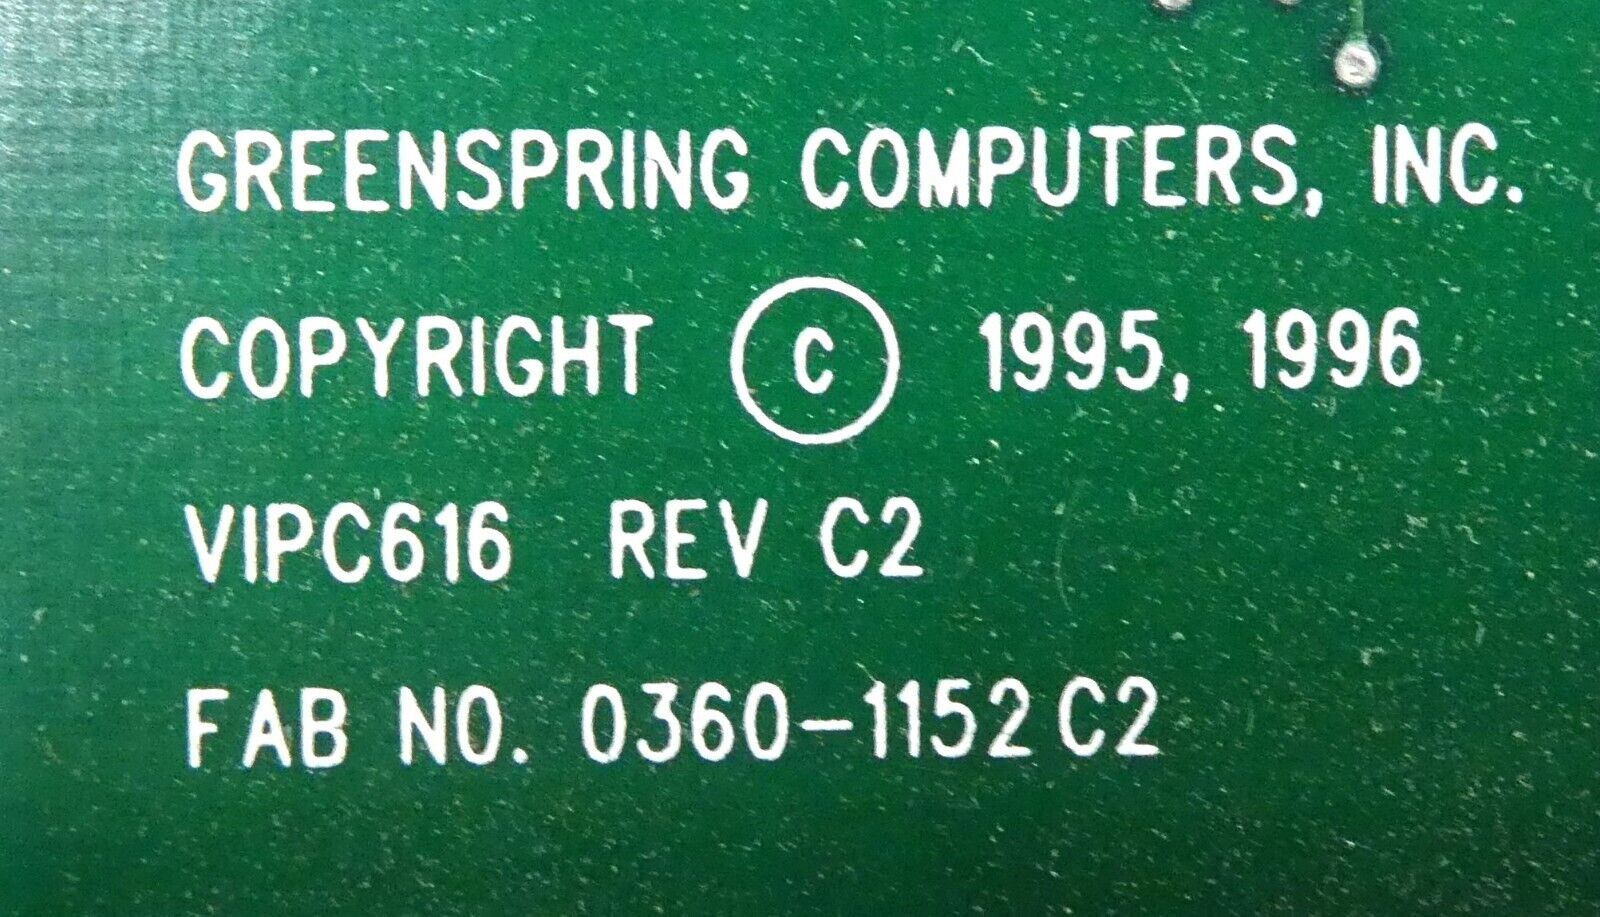 GREENSPRING COMPUTERS, INC.
COPYRIGHT © 1995, 1996
VIPC616 REV C2
FAB NO. 0360-1152 C2